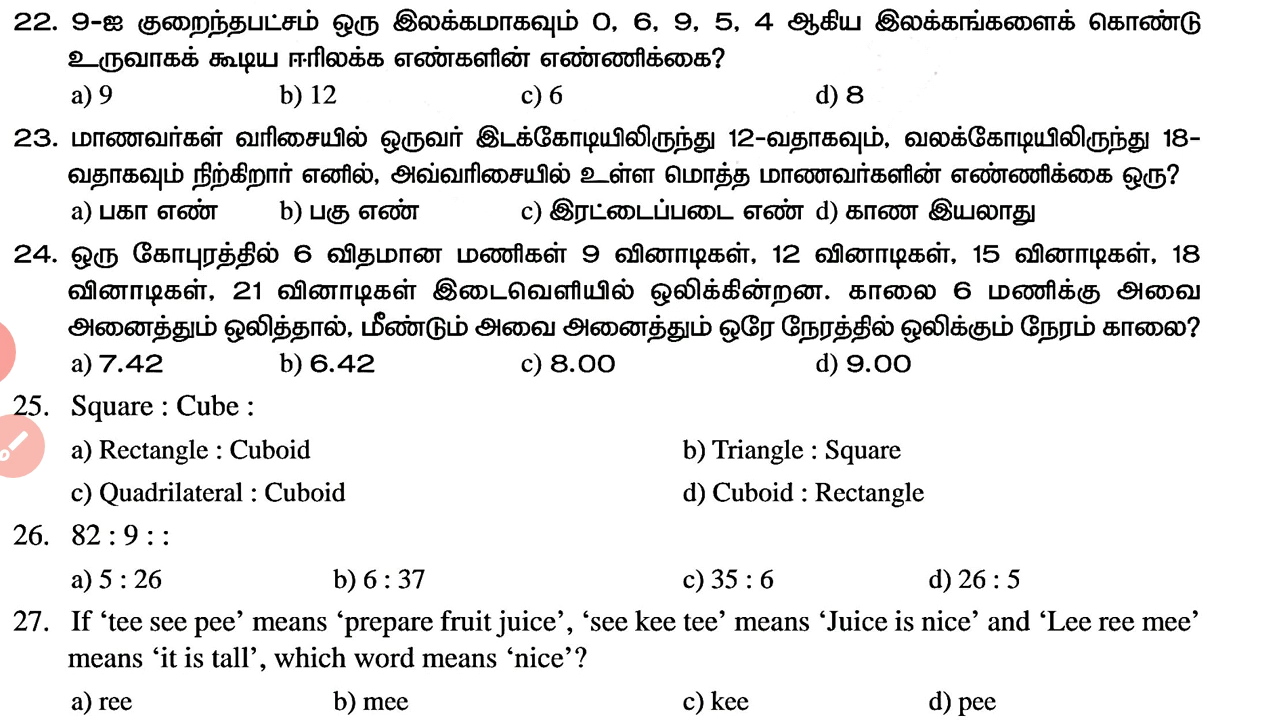 22. 9-ஐ குறைந்தபட்சம் ஒரு இலக்கமாகவும் 0, 6, 9, 5, 4 ஆகிய இலக்கங்களைக் கொண்டு
உருவாகக் கூடிய ஈரிலக்க எண்களின் எண்ணிக்கை?
a) 9 b) 12 c) 6 d) 8
23. மாணவர்கள் வரிசையில் ஒருவர் இடக்கோடியிலிருந்து 12-வதாகவும், வலக்கோடியிலிருந்து 18-
வதாகவும் நிற்கிறார் எனில், அவ்வரிசையில் உள்ள மொத்த மாணவர்களின் எண்ணிக்கை ஒரு?
a) பகா எண் b) பகு எண் c) இரட்டைப்படை எண் d) காண இயலாது
24. ஒரு கோபுரத்தில் 6 விதமான மணிகள் 9 வினாடிகள், 12 வினாடிகள், 15 வினாடிகள், 18
வினாடிகள், 21 வினாடிகள் இடைவெளியில் ஒலிக்கின்றன. காலை 6 மணிக்கு அவை
அனைத்தும் ஒலித்தால், மீண்டும் அவை அனைத்தும் ஒரே நேரத்தில் ஒலிக்கும் நேரம் காலை?
a) 7.42 b) 6.42 c) 8.00 d) 9.00
25. Square : Cube :
a) Rectangle : Cuboid b) Triangle : Square
c) Quadrilateral : Cuboid d) Cuboid : Rectangle
26. 82 : 9 : :
a) 5 : 26 b) 6 : 37 c) 35 : 6 d) 26 : 5
27. If ‘tee see pee’ means ‘prepare fruit juice’, ‘see kee tee’ means ‘Juice is nice’ and ‘Lee ree mee’
means ‘it is tall’, which word means ‘nice’?
a) ree b) mee c) kee d) pee